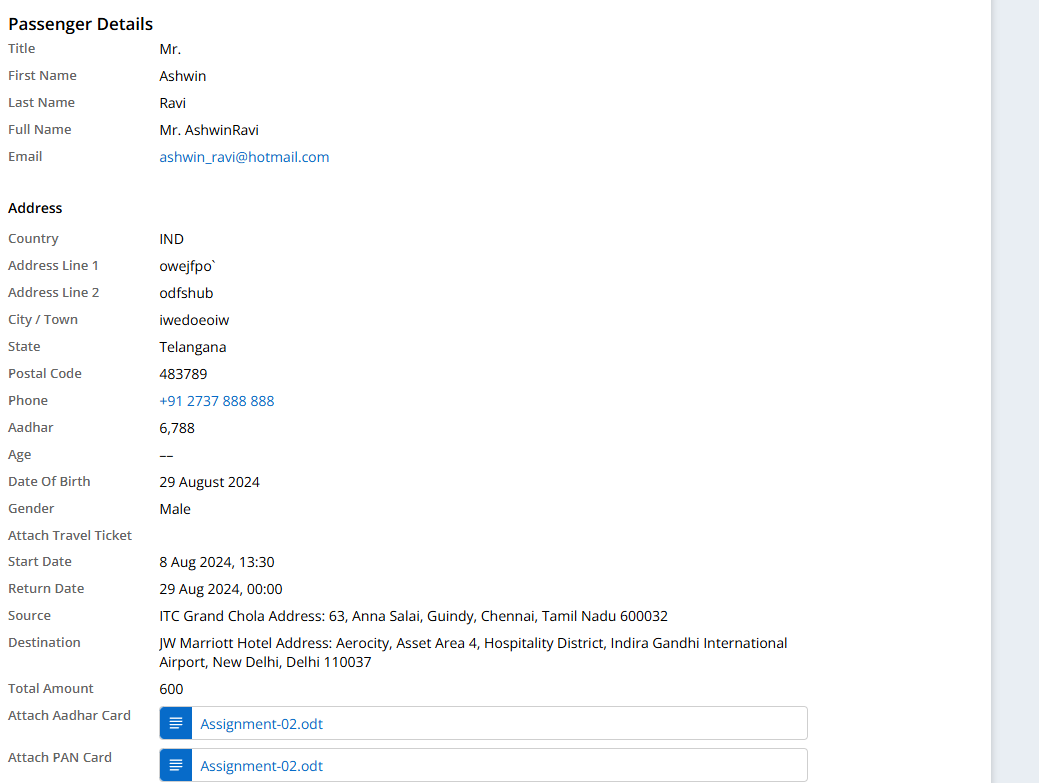 Passenger Details
Title Mr.
First Name Ashwin
Last Name Ravi
Full Name Mr. AshwinRavi
Email ashwin_ravi@hotmail.com
Address
Country IND
Address Line 1 owejfpo`
Address Line 2 odfshub
City / Town iwedoeoiw
State Telangana
Postal Code 483789
Phone +91 2737 888 888
Aadhar 6,788
Age —
Date Of Birth 29 August 2024
Gender Male
Attach Travel Ticket
Start Date 8 Aug 2024, 13:30
Return Date 29 Aug 2024, 00:00
Source ITC Grand Chola Address: 63, Anna Salai, Guindy, Chennai, Tamil Nadu 600032
Destination JW Marriott Hotel Address: Aerocity, Asset Area 4, Hospitality District, Indira Gandhi International
Airport, New Delhi, Delhi 110037
Total Amount 600
Attach Aadhar Card Assignment-02.odt
Attach PAN Card Assignment-02.odt